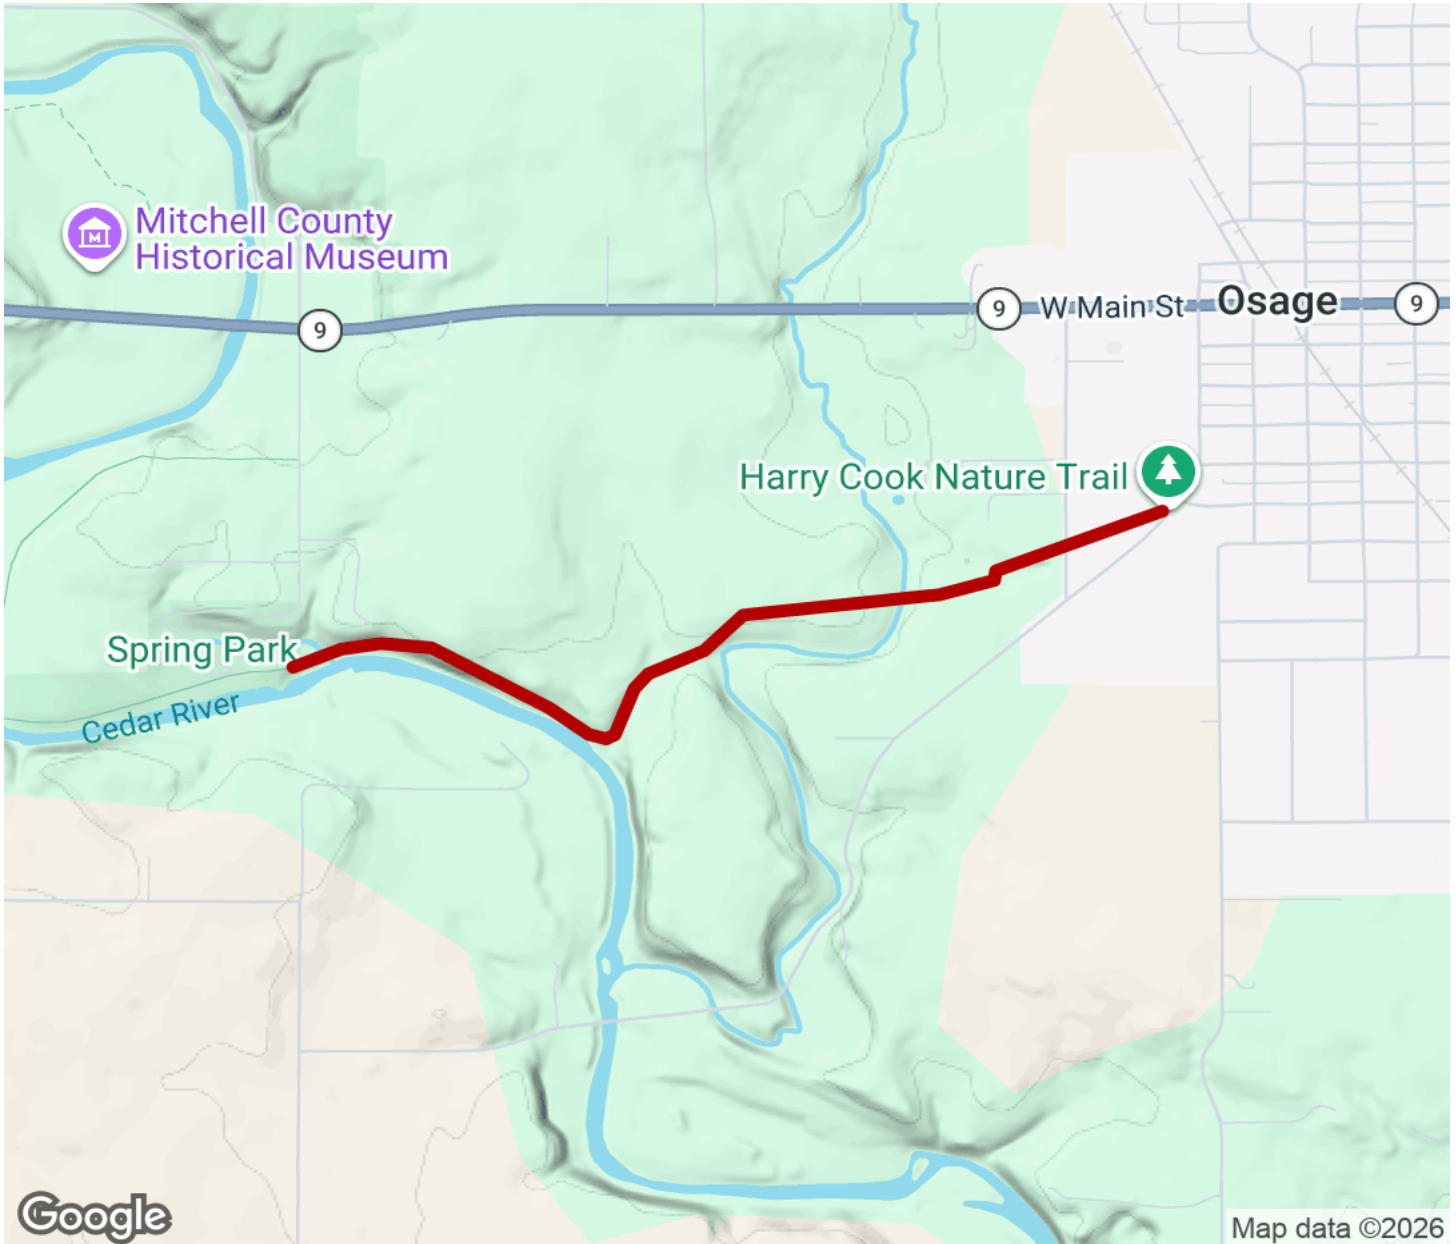 Mitchell County
Historical Museum
9
9
W Main St
Osage
9
Harry Cook Nature Trail
Spring Park
Cedar River
Google
Map data ©2026